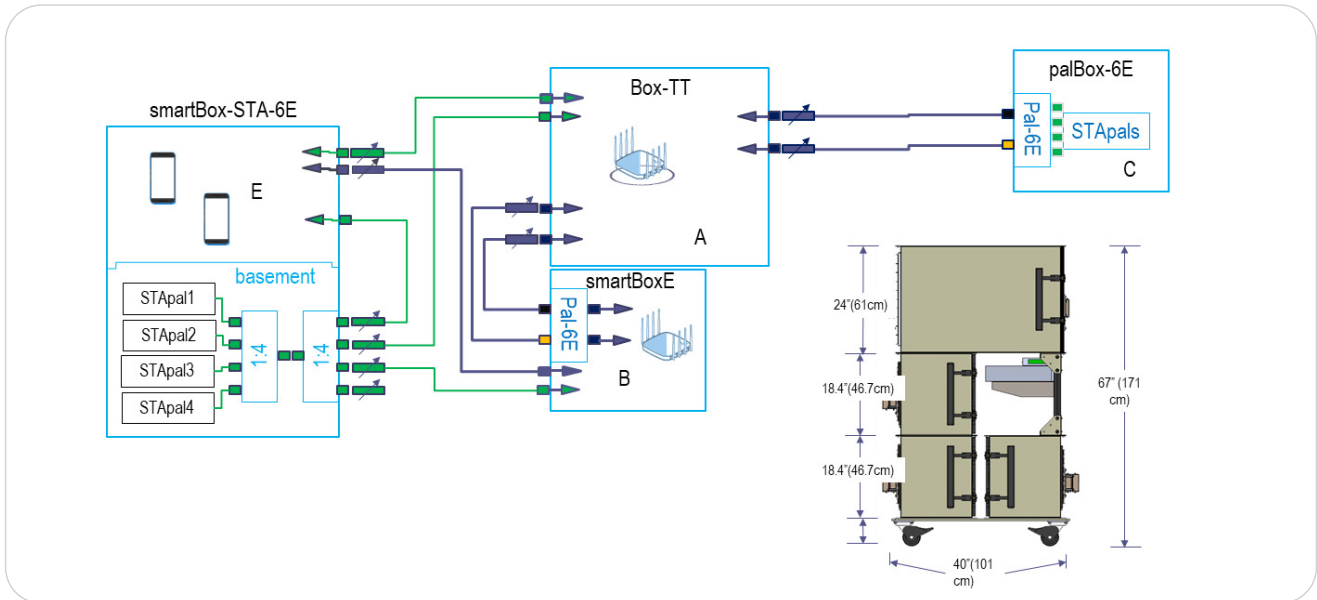 smartBox-STA-6E
E
basement
STApal1
STApal2
STApal3
STApal4
1:4
1:4
Box-TT
A
smartBoxE
Pal-6E
B
palBox-6E
Pal-6E
STApals
C
24"(61cm)
18.4"(46.7cm)
18.4"(46.7cm)
67" (171
cm)
40"(101
cm)